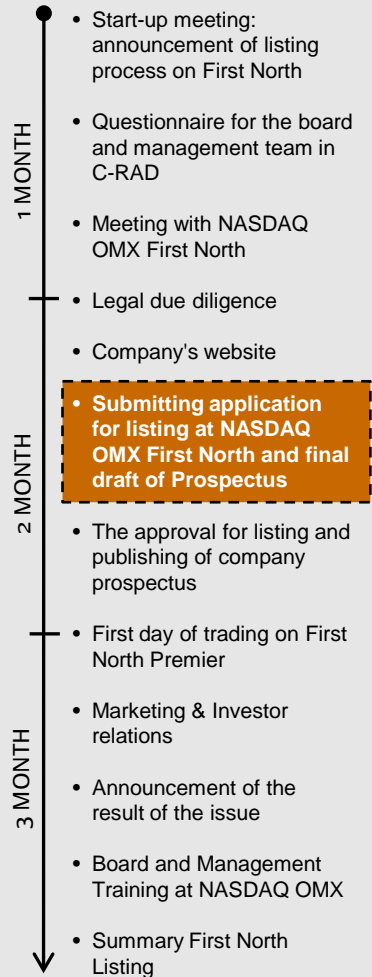 • Start-up meeting:
announcement of listing
process on First North
• Questionnaire for the board
and management team in
C-RAD
• Meeting with NASDAQ
OMX First North
1 MONTH
• Legal due diligence
• Company's website
• Submitting application
for listing at NASDAQ
OMX First North and final
draft of Prospectus
• The approval for listing and
publishing of company
prospectus
2 MONTH
• First day of trading on First
North Premier
• Marketing & Investor
relations
• Announcement of the
result of the issue
• Board and Management
Training at NASDAQ OMX
• Summary First North
Listing
3 MONTH